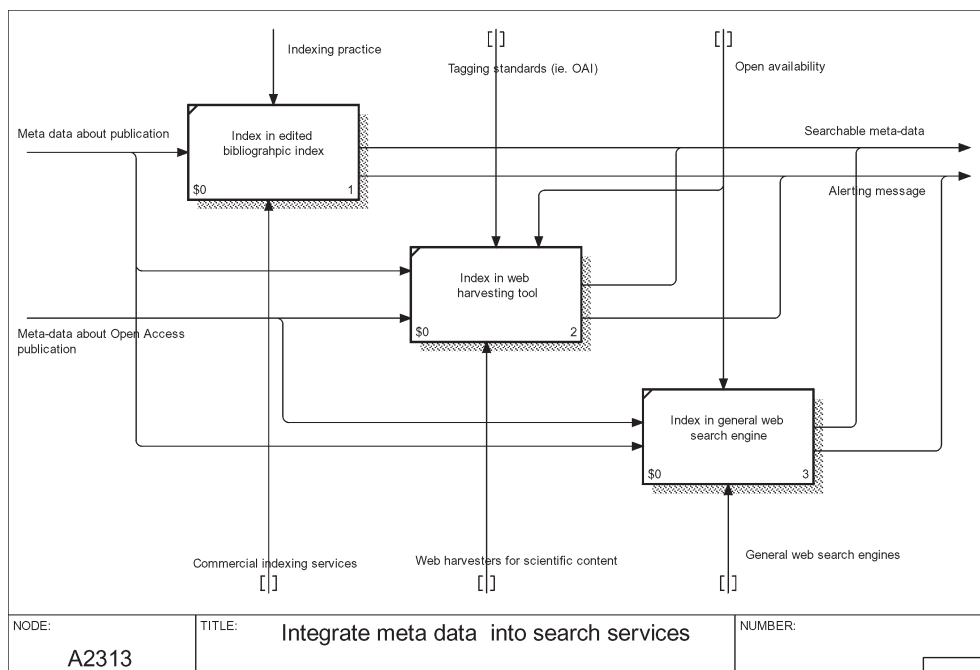 Indexing practice
Tagging standards (ie. OAI)
Open availability
Meta data about publication
Index in edited
bibliograhpic index
$0
1
Searchable meta-data
Alerting message
Index in web
harvesting tool
$0
2
Meta-data about Open Access
publication
Index in general web
search engine
$0
3
Commercial indexing services
Web harvesters for scientific content
General web search engines
NODE:
A2313
TITLE:
Integrate meta data into search services
NUMBER: